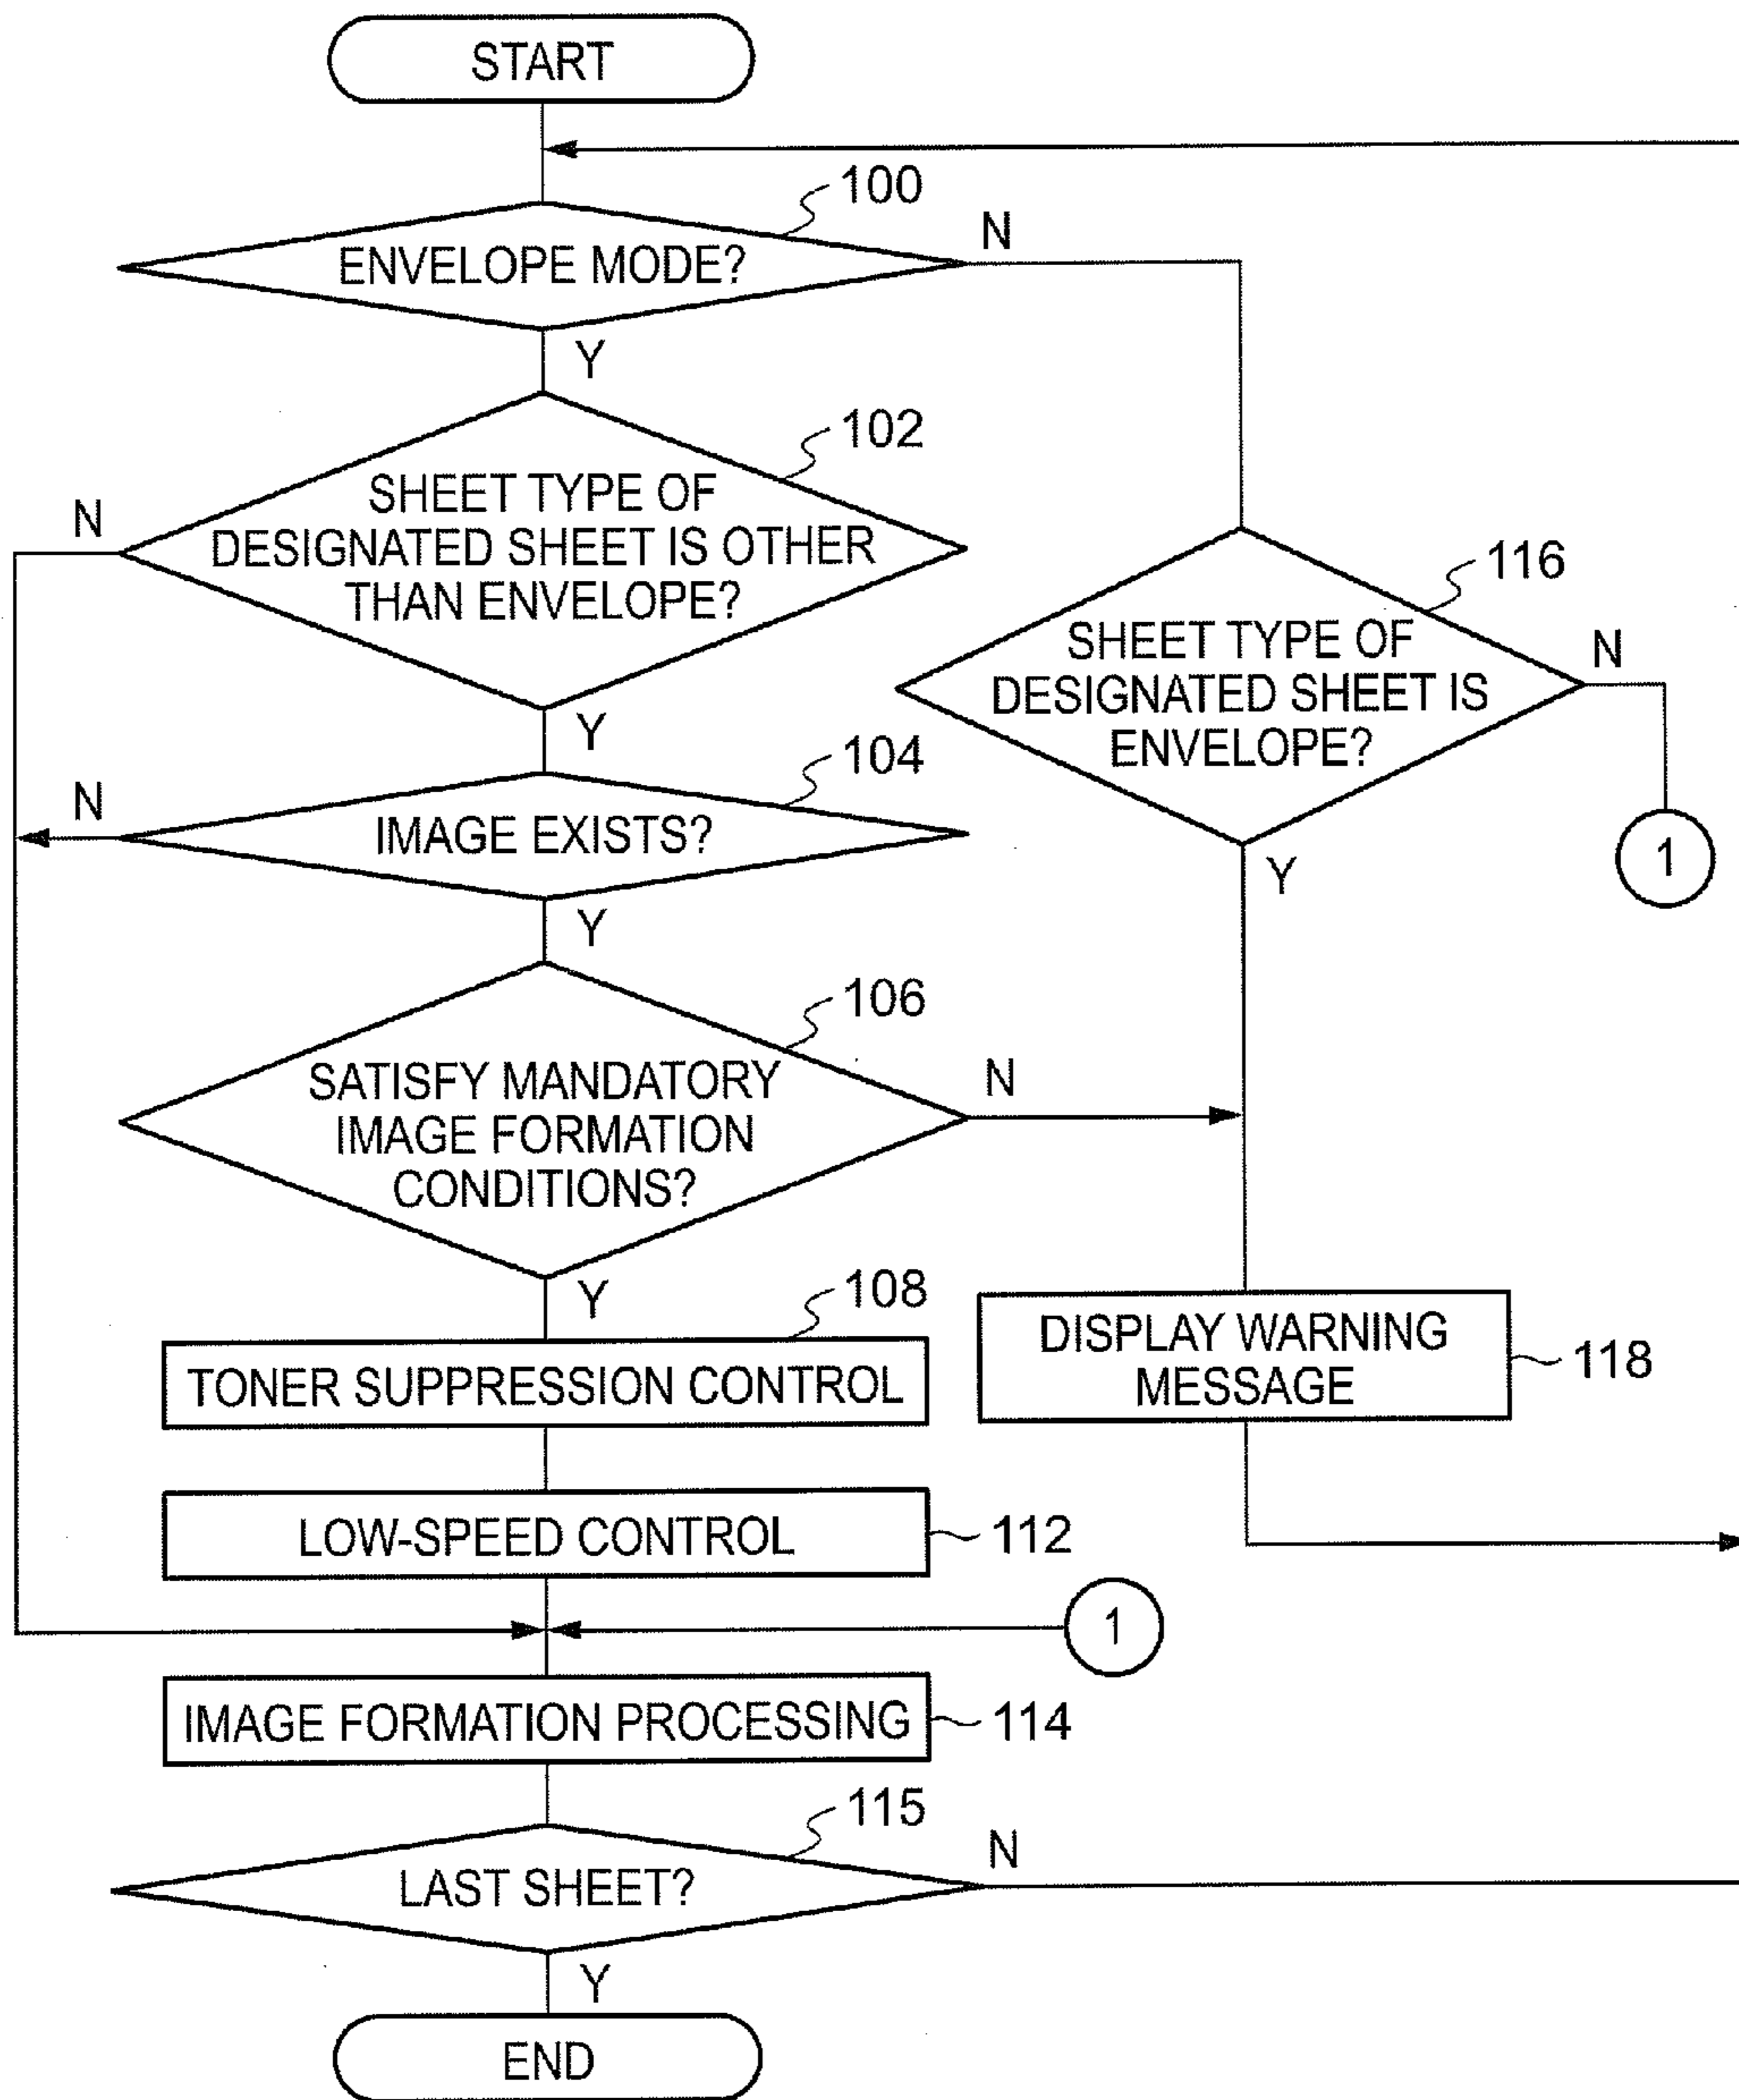 START
100
ENVELOPE MODE?
N
Y
102
SHEET TYPE OF
DESIGNATED SHEET IS OTHER
THAN ENVELOPE?
N
Y
116
SHEET TYPE OF
DESIGNATED SHEET IS
ENVELOPE?
N
Y
1
104
IMAGE EXISTS?
N
Y
106
SATISFY MANDATORY
IMAGE FORMATION
CONDITIONS?
N
Y
108
TONER SUPPRESSION CONTROL
DISPLAY WARNING
MESSAGE
118
LOW-SPEED CONTROL
112
1
IMAGE FORMATION PROCESSING
114
115
LAST SHEET?
N
Y
END